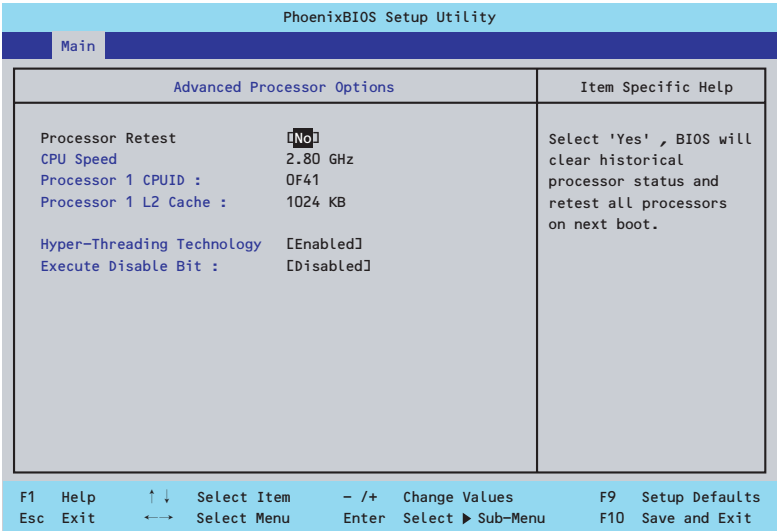 PhoenixBIOS Setup Utility
Main
Advanced Processor Options
Item Specific Help
Processor Retest [No]
CPU Speed 2.80 GHz
Processor 1 CPUID : 0F41
Processor 1 L2 Cache : 1024 KB
Hyper-Threading Technology [Enabled]
Execute Disable Bit : [Disabled]
Select 'Yes' , BIOS will
clear historical
processor status and
retest all processors
on next boot.
F1 Help ↑↓ Select Item - /+ Change Values F9 Setup Defaults
Esc Exit ←→ Select Menu Enter Select ▶ Sub-Menu F10 Save and Exit